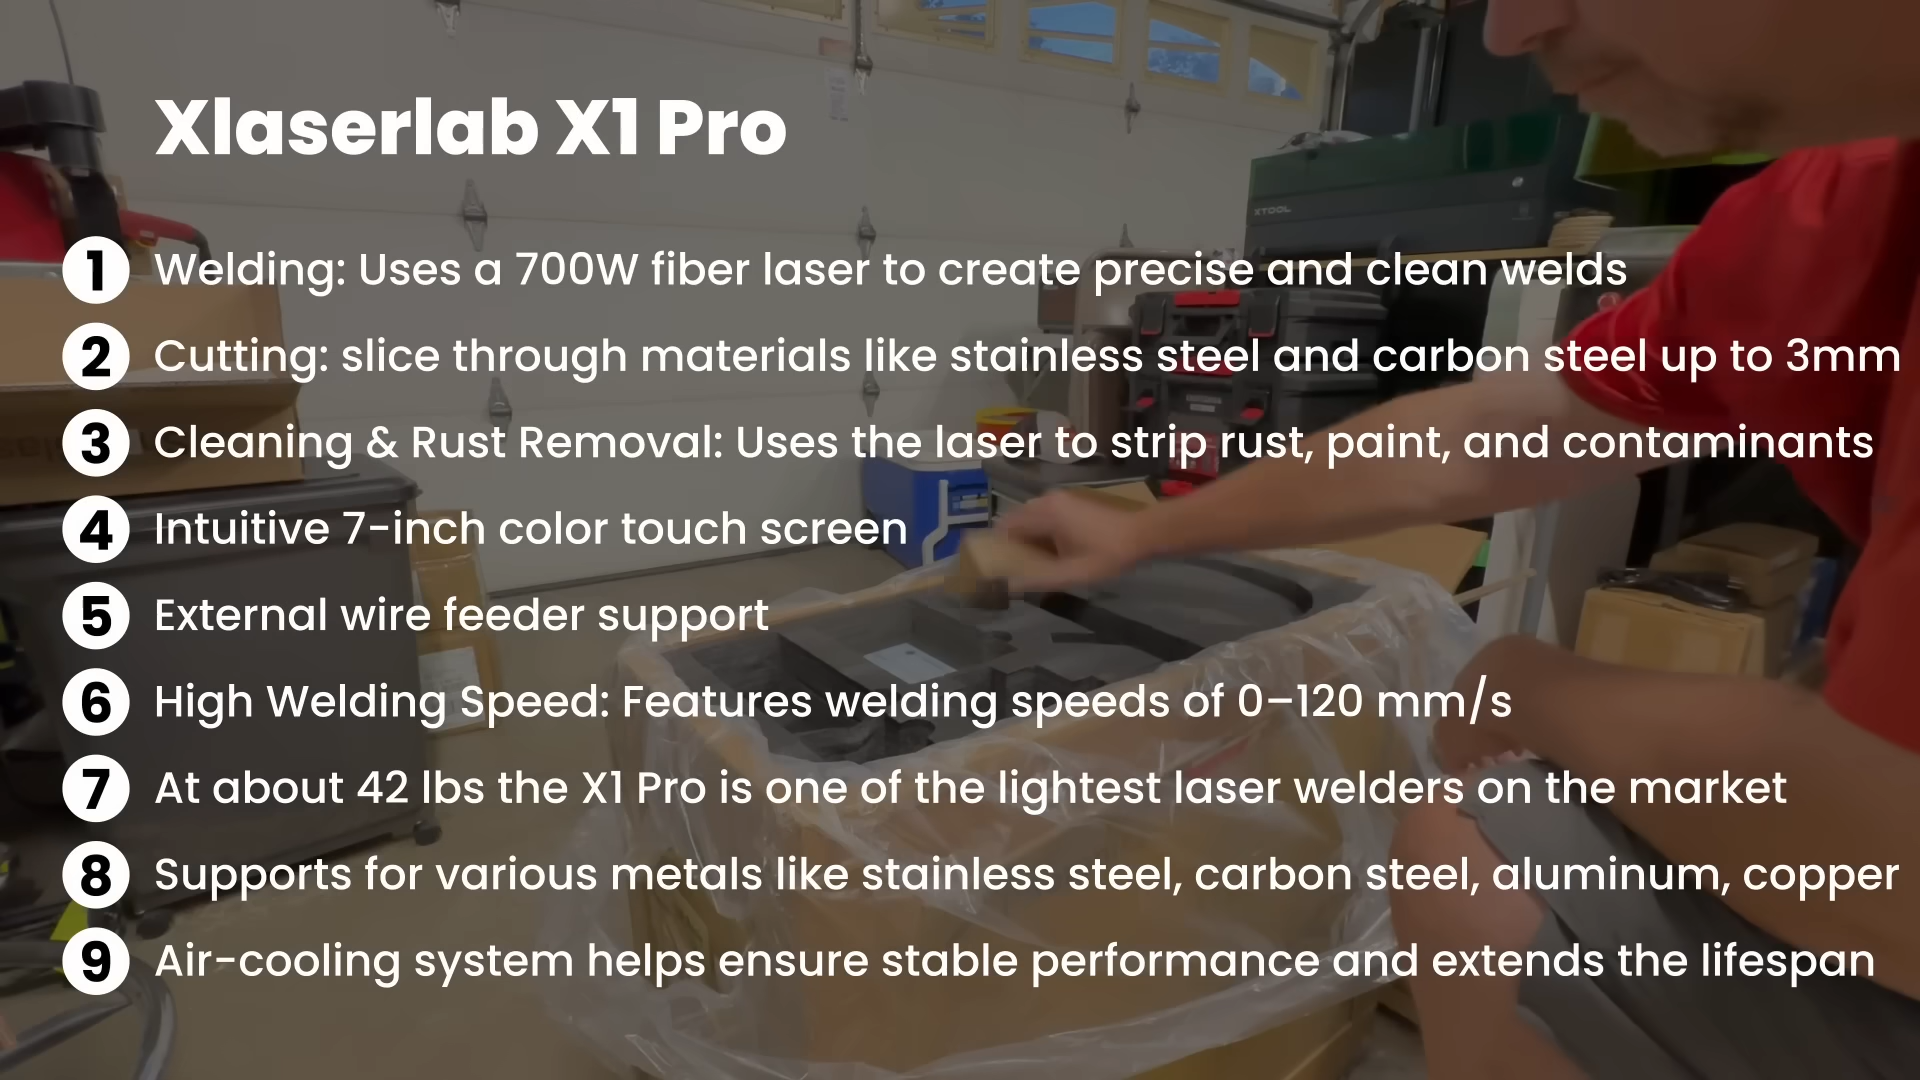 Xlaserlab X1 Pro
1 Welding: Uses a 700W fiber laser to create precise and clean welds
2 Cutting: slice through materials like stainless steel and carbon steel up to 3mm
3 Cleaning & Rust Removal: Uses the laser to strip rust, paint, and contaminants
4 Intuitive 7-inch color touch screen
5 External wire feeder support
6 High Welding Speed: Features welding speeds of 0–120 mm/s
7 At about 42 lbs the X1 Pro is one of the lightest laser welders on the market
8 Supports for various metals like stainless steel, carbon steel, aluminum, copper
9 Air-cooling system helps ensure stable performance and extends the lifespan
XTOOL